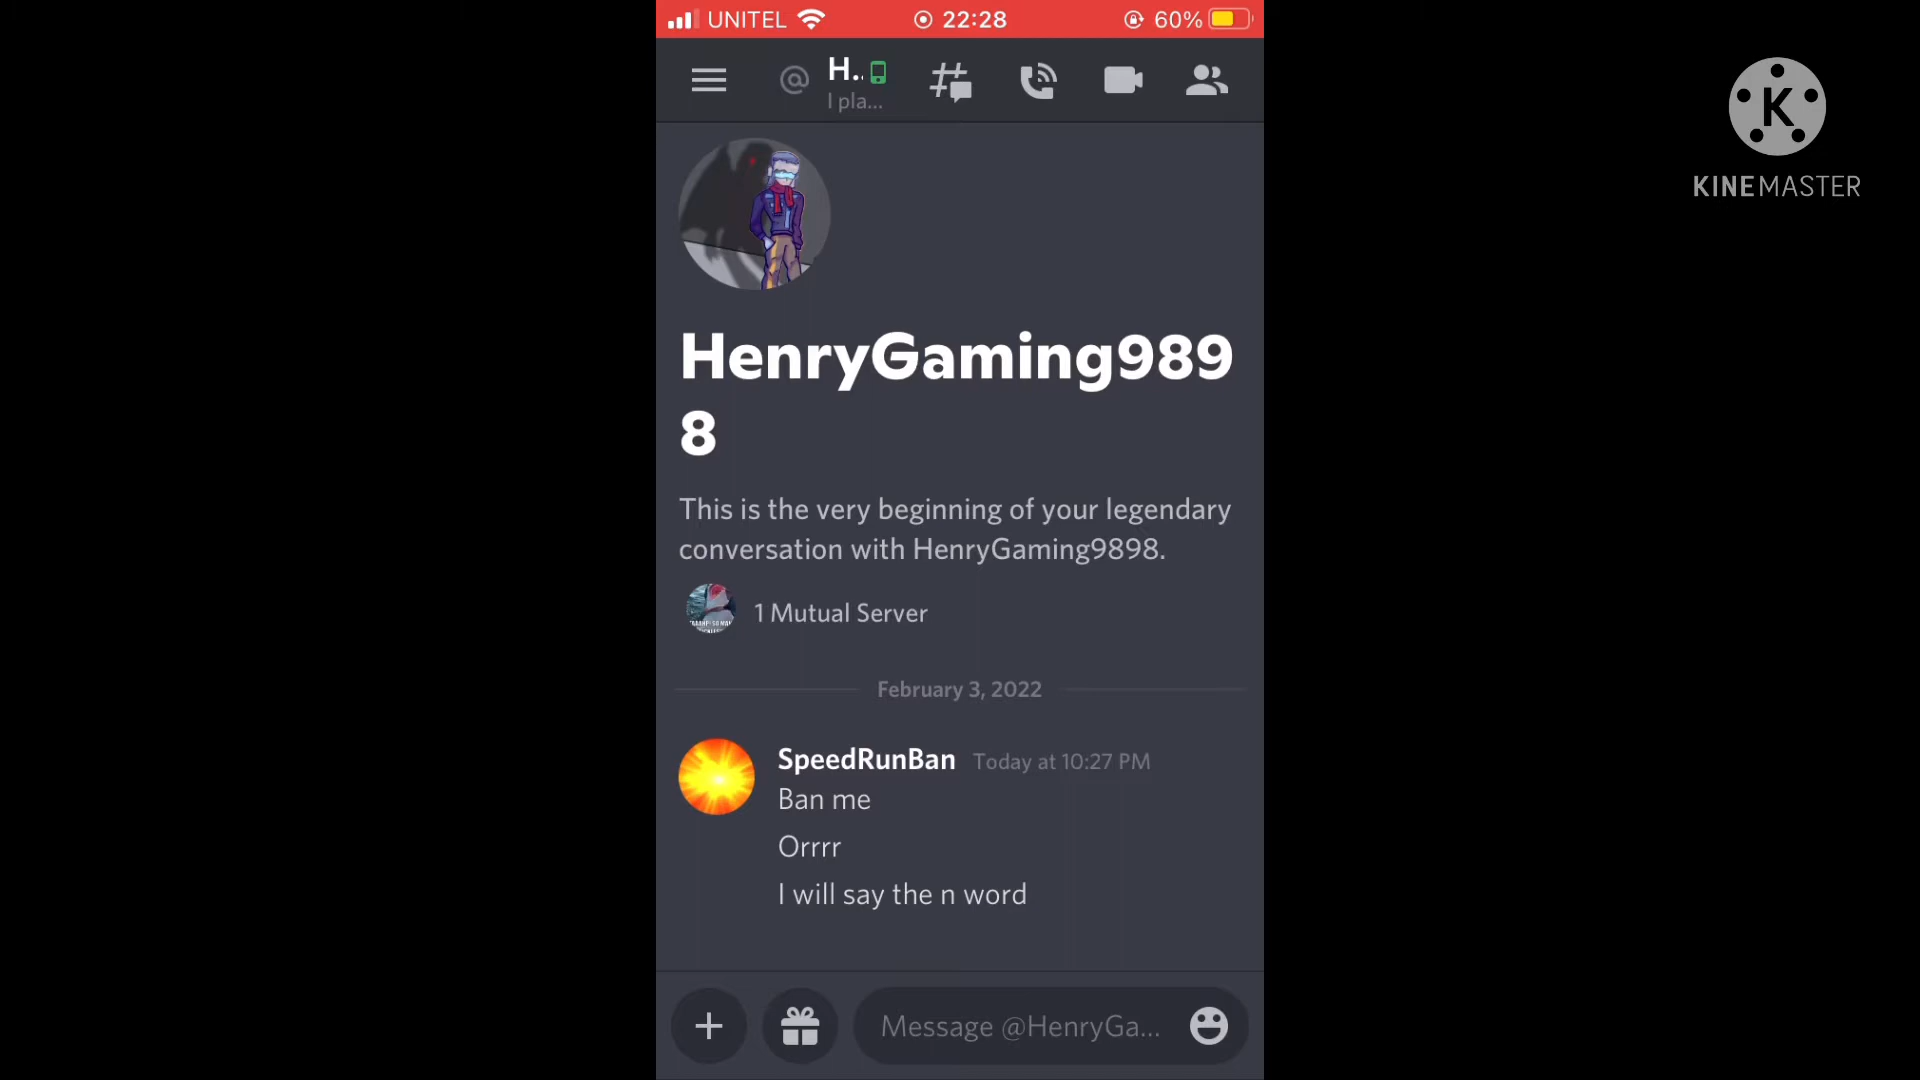 UNITEL 22:28 60%
H..
I pla...
K
KINEMASTER
HenryGaming989
8
This is the very beginning of your legendary
conversation with HenryGaming9898.
1 Mutual Server
February 3, 2022
SpeedRunBan Today at 10:27 PM
Ban me
Orrrr
I will say the n word
Message @HenryGa...